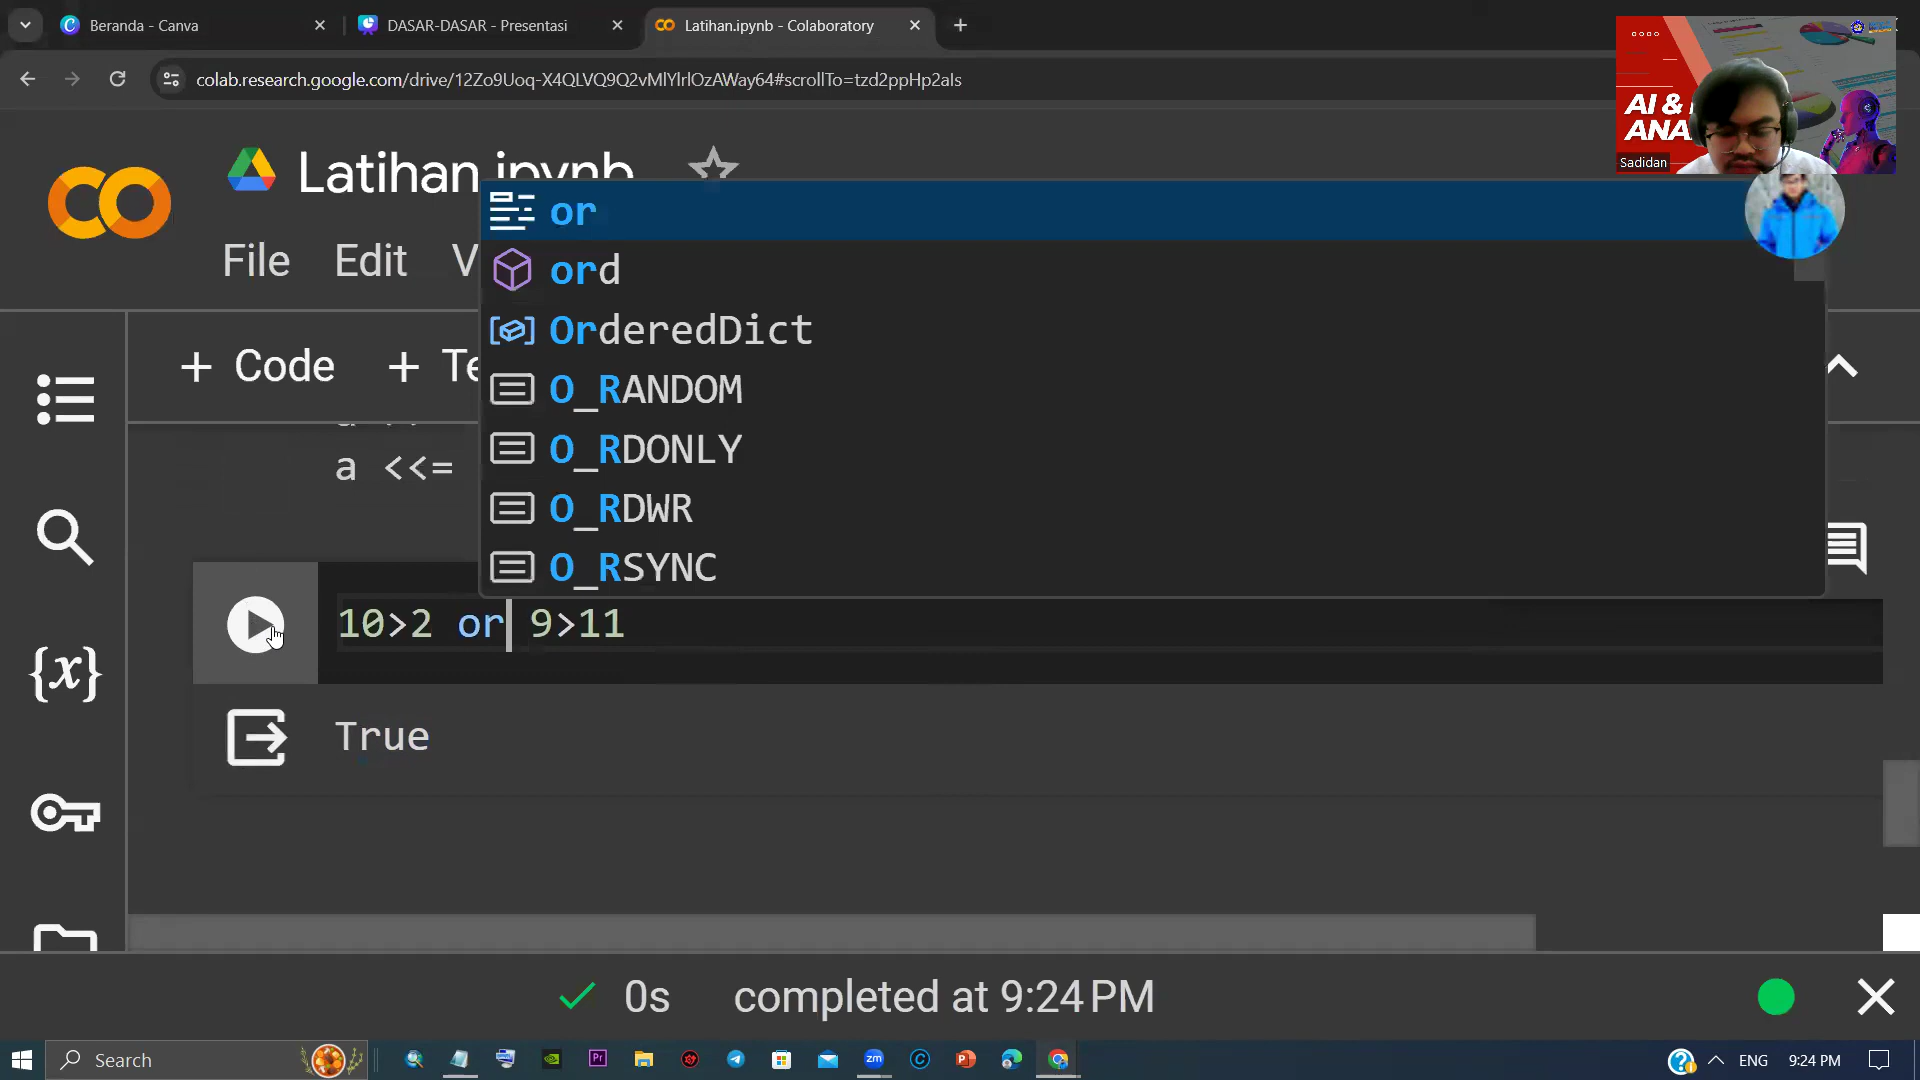 Beranda - Canva
DASAR-DASAR - Presentasi
Latihan.ipynb - Colaboratory
colab.research.google.com/drive/12Zo9Uoq-X4QLVQ9Q2vMlYlrlOzAWay64#scrollTo=tzd2ppHp2aIs
AI &
ANA
Sadidan
Latihan.ipynb
File Edit V
or
ord
OrderedDict
O_RANDOM
O_RDONLY
O_RDWR
O_RSYNC
+ Code + Te
a <<=
{x}
10>2 or 9>11
True
0s completed at 9:24 PM
Search
ENG 9:24 PM